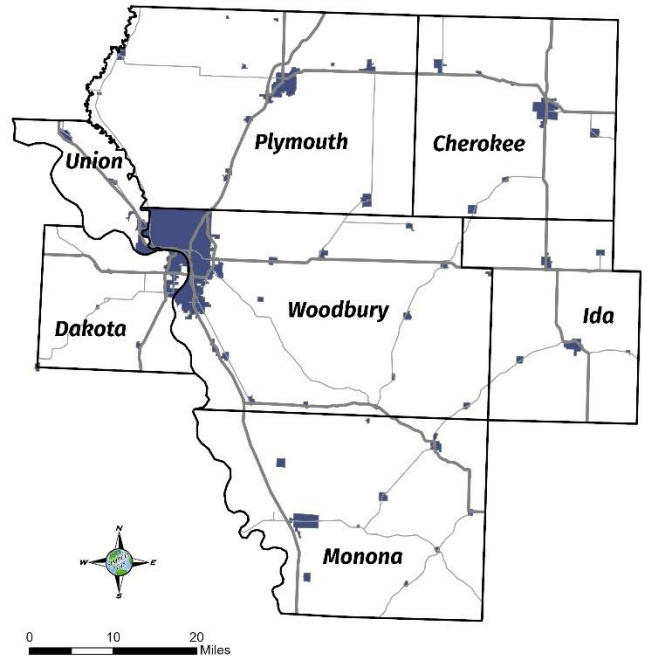 Plymouth
Cherokee
Union
Woodbury
Ida
Dakota
Monona
N
W
E
S
0 10 20
Miles